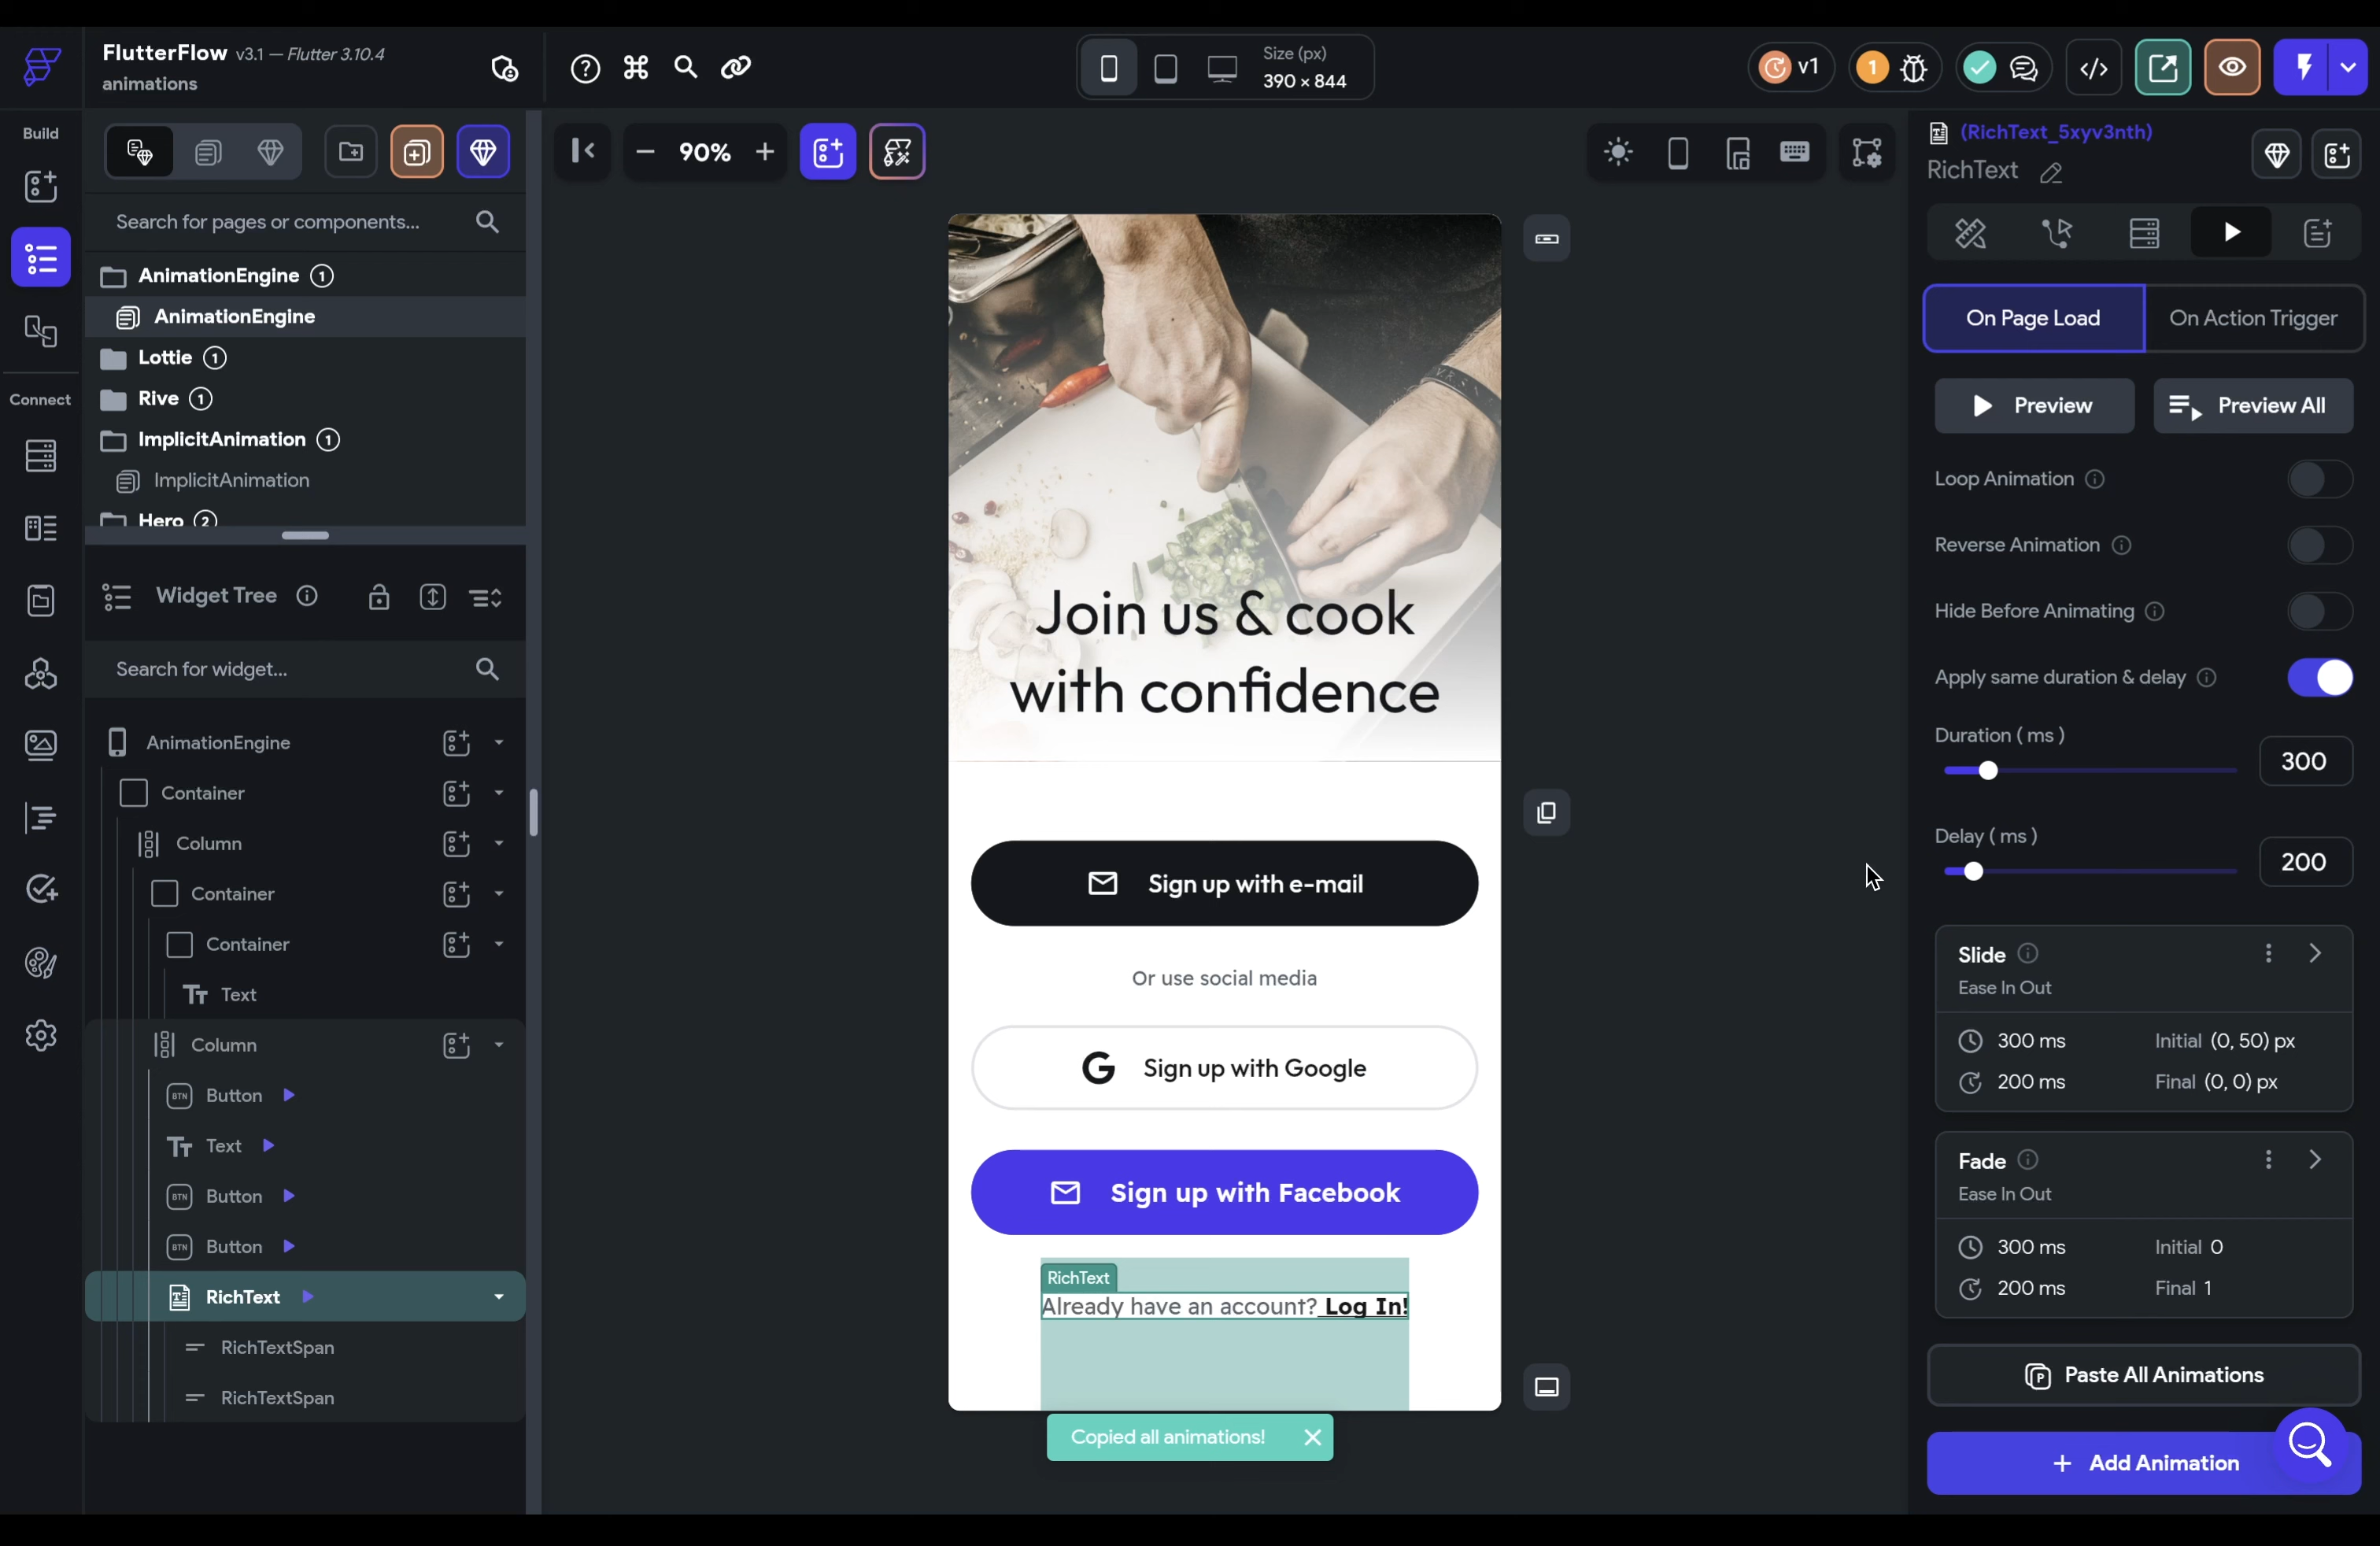 FlutterFlow v3.1 — Flutter 3.10.4
animations
Size (px)
390 × 844
v1
1
Build
Connect
Search for pages or components...
AnimationEngine 1
AnimationEngine
Lottie 1
Rive 1
ImplicitAnimation 1
ImplicitAnimation
Hero 2
Widget Tree
Search for widget...
AnimationEngine
Container
Column
Container
Container
Tт Text
Column
BTN Button
Tт Text
BTN Button
BTN Button
RichText
RichTextSpan
RichTextSpan
90%
Join us & cook
with confidence
Sign up with e-mail
Or use social media
G Sign up with Google
Sign up with Facebook
RichText
Already have an account? Log In!
Copied all animations!
(RichText_5xyv3nth)
RichText
On Page Load
On Action Trigger
Preview
Preview All
Loop Animation
Reverse Animation
Hide Before Animating
Apply same duration & delay
Duration ( ms )
300
Delay ( ms )
200
Slide
Ease In Out
300 ms Initial (0, 50) px
200 ms Final (0, 0) px
Fade
Ease In Out
300 ms Initial 0
200 ms Final 1
Paste All Animations
+ Add Animation